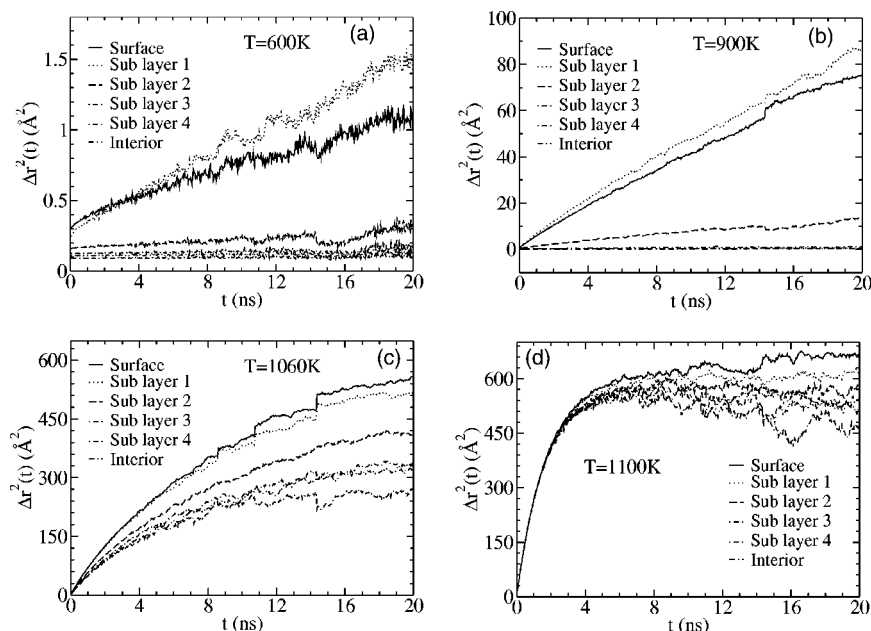 (a)
T=600K
Surface
Sub layer 1
Sub layer 2
Sub layer 3
Sub layer 4
Interior
Δr²(t) (Å²)
1.5
1
0.5
0
0 4 8 12 16 20
t (ns)
(b)
T=900K
Surface
Sub layer 1
Sub layer 2
Sub layer 3
Sub layer 4
Interior
Δr²(t) (Å²)
100
80
60
40
20
0
-20
0 4 8 12 16 20
t (ns)
(c)
T=1060K
Surface
Sub layer 1
Sub layer 2
Sub layer 3
Sub layer 4
Interior
Δr²(t) (Å²)
600
450
300
150
0
0 4 8 12 16 20
t (ns)
(d)
T=1100K
Surface
Sub layer 1
Sub layer 2
Sub layer 3
Sub layer 4
Interior
Δr²(t) (Å²)
600
450
300
150
0
0 4 8 12 16 20
t (ns)